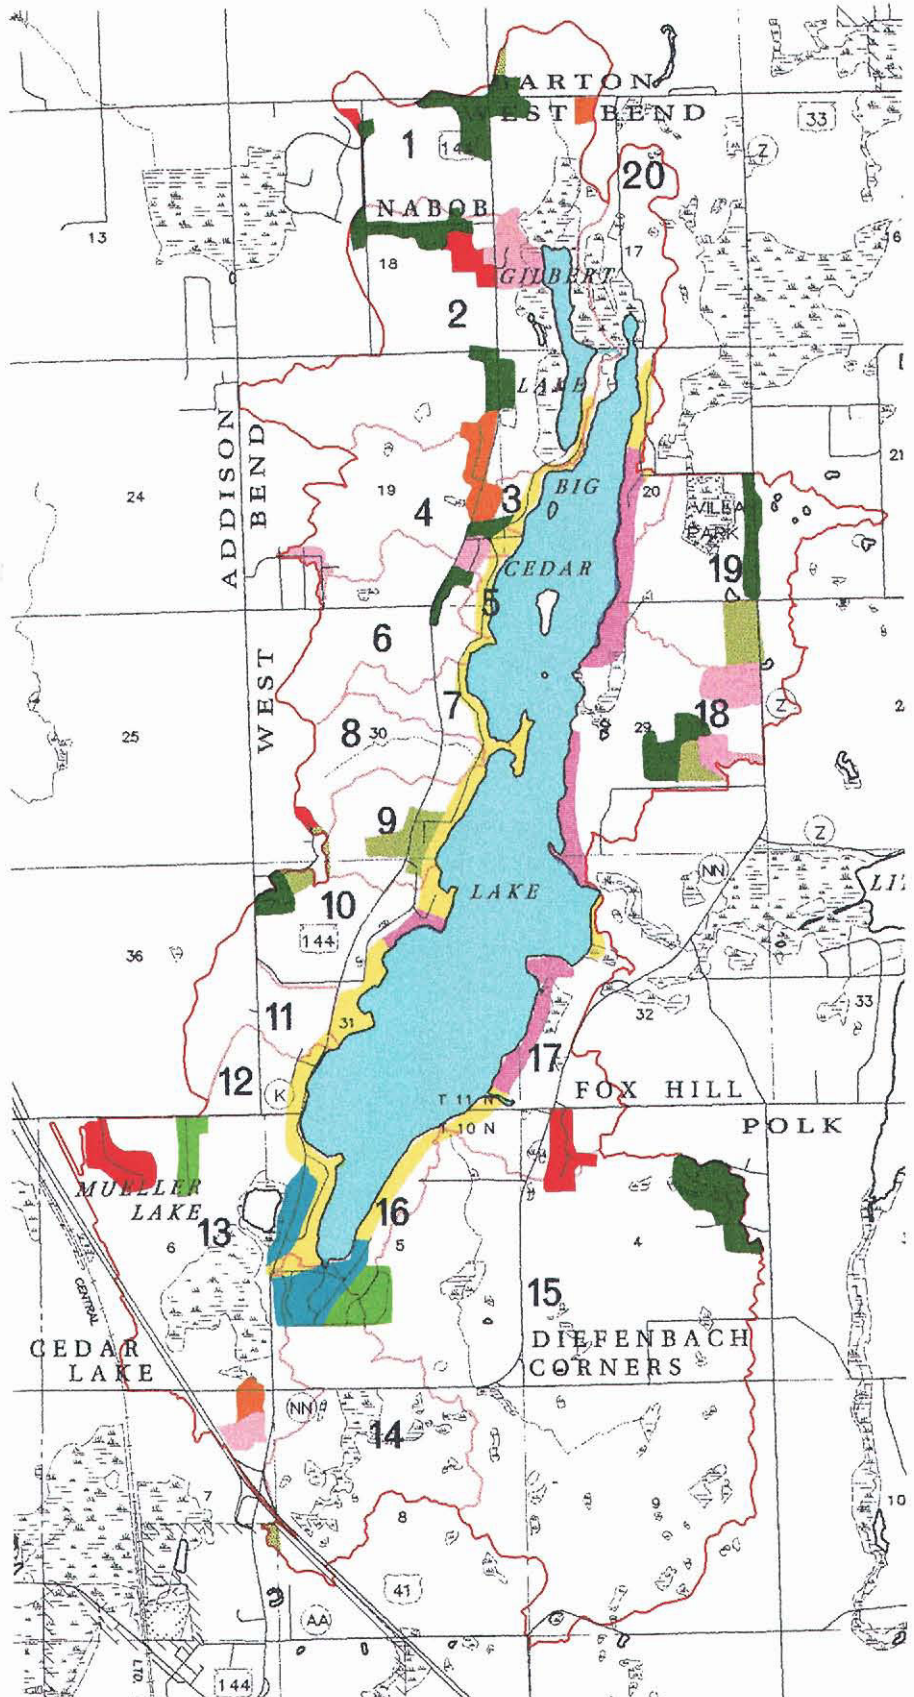 BARTON
WEST BEND
33
Z
1
144
20
NABOB
13
18
17
16
GILBERT
2
LAKE
ADDISON
WEST BEND
24
19
4
3
BIG
20
21
VILLA
PARK
CEDAR
19
5
6
7
8
30
25
29
18
Z
9
Z
NN
LAKE
10
144
36
11
31
32
33
17
12
K
FOX HILL
T 11 N
T 10 N
POLK
MUELLER
LAKE
13
6
16
5
4
CENTRAL
15
DIEFENBACH
CORNERS
CEDAR
LAKE
NN
14
7
8
9
10
41
AA
LTD.
144